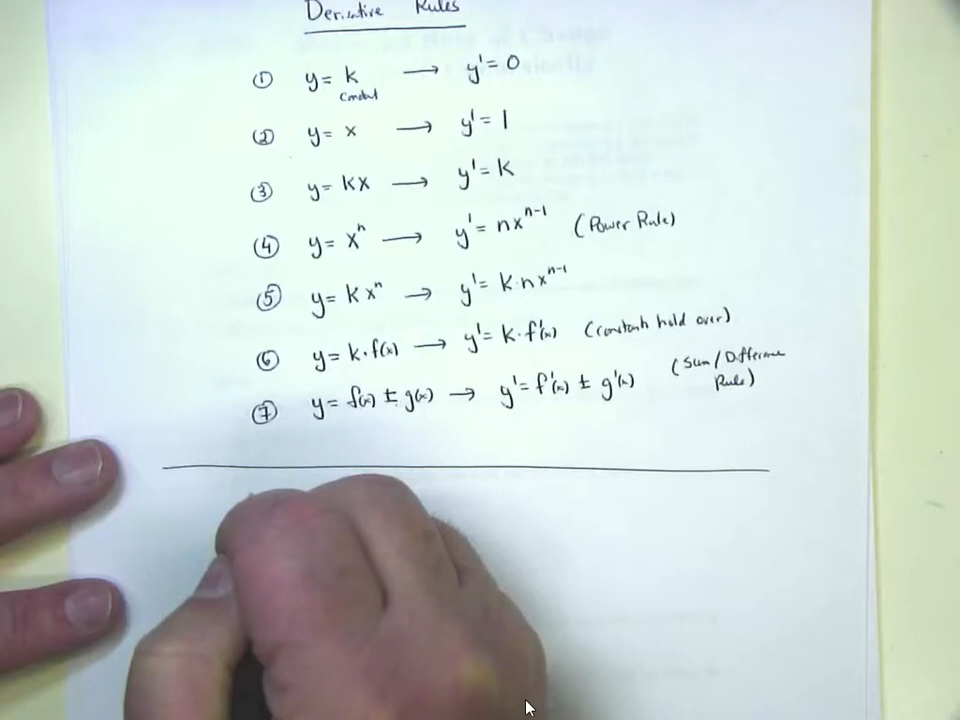 Derivative Rules
① y = k → y' = 0
② y = x → y' = 1
③ y = kx → y' = k
④ y = xⁿ → y' = nxⁿ⁻¹ (Power Rule)
⑤ y = kxⁿ → y' = k·nxⁿ⁻¹
⑥ y = k·f(x) → y' = k·f'(x) (constant hold over)
⑦ y = f(x) ± g(x) → y' = f'(x) ± g'(x) (Sum/Difference
Rule)